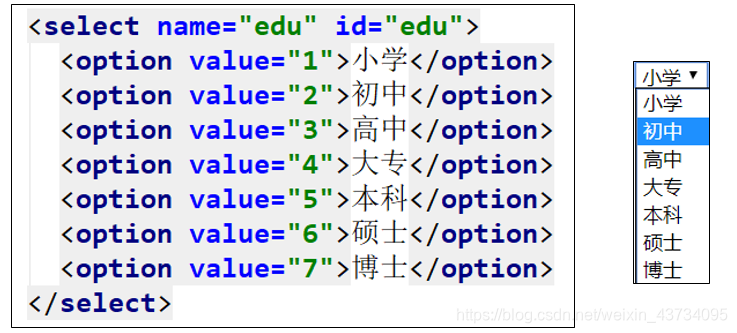 <select name="edu" id="edu">
<option value="1">小学</option>
<option value="2">初中</option>
<option value="3">高中</option>
<option value="4">大专</option>
<option value="5">本科</option>
<option value="6">硕士</option>
<option value="7">博士</option>
</select>
小学▼
小学
初中
高中
大专
本科
硕士
博士
https://blog.csdn.net/weixin_43734095